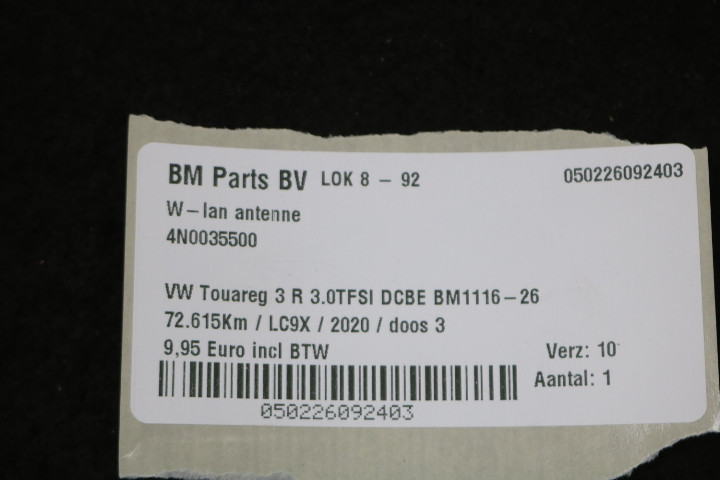 BM Parts BV LOK 8 - 92 050226092403
W-lan antenne
4N0035500
VW Touareg 3 R 3.0TFSI DCBE BM1116-26
72.615Km / LC9X / 2020 / doos 3
9,95 Euro incl BTW Verz: 10
Aantal: 1
050226092403